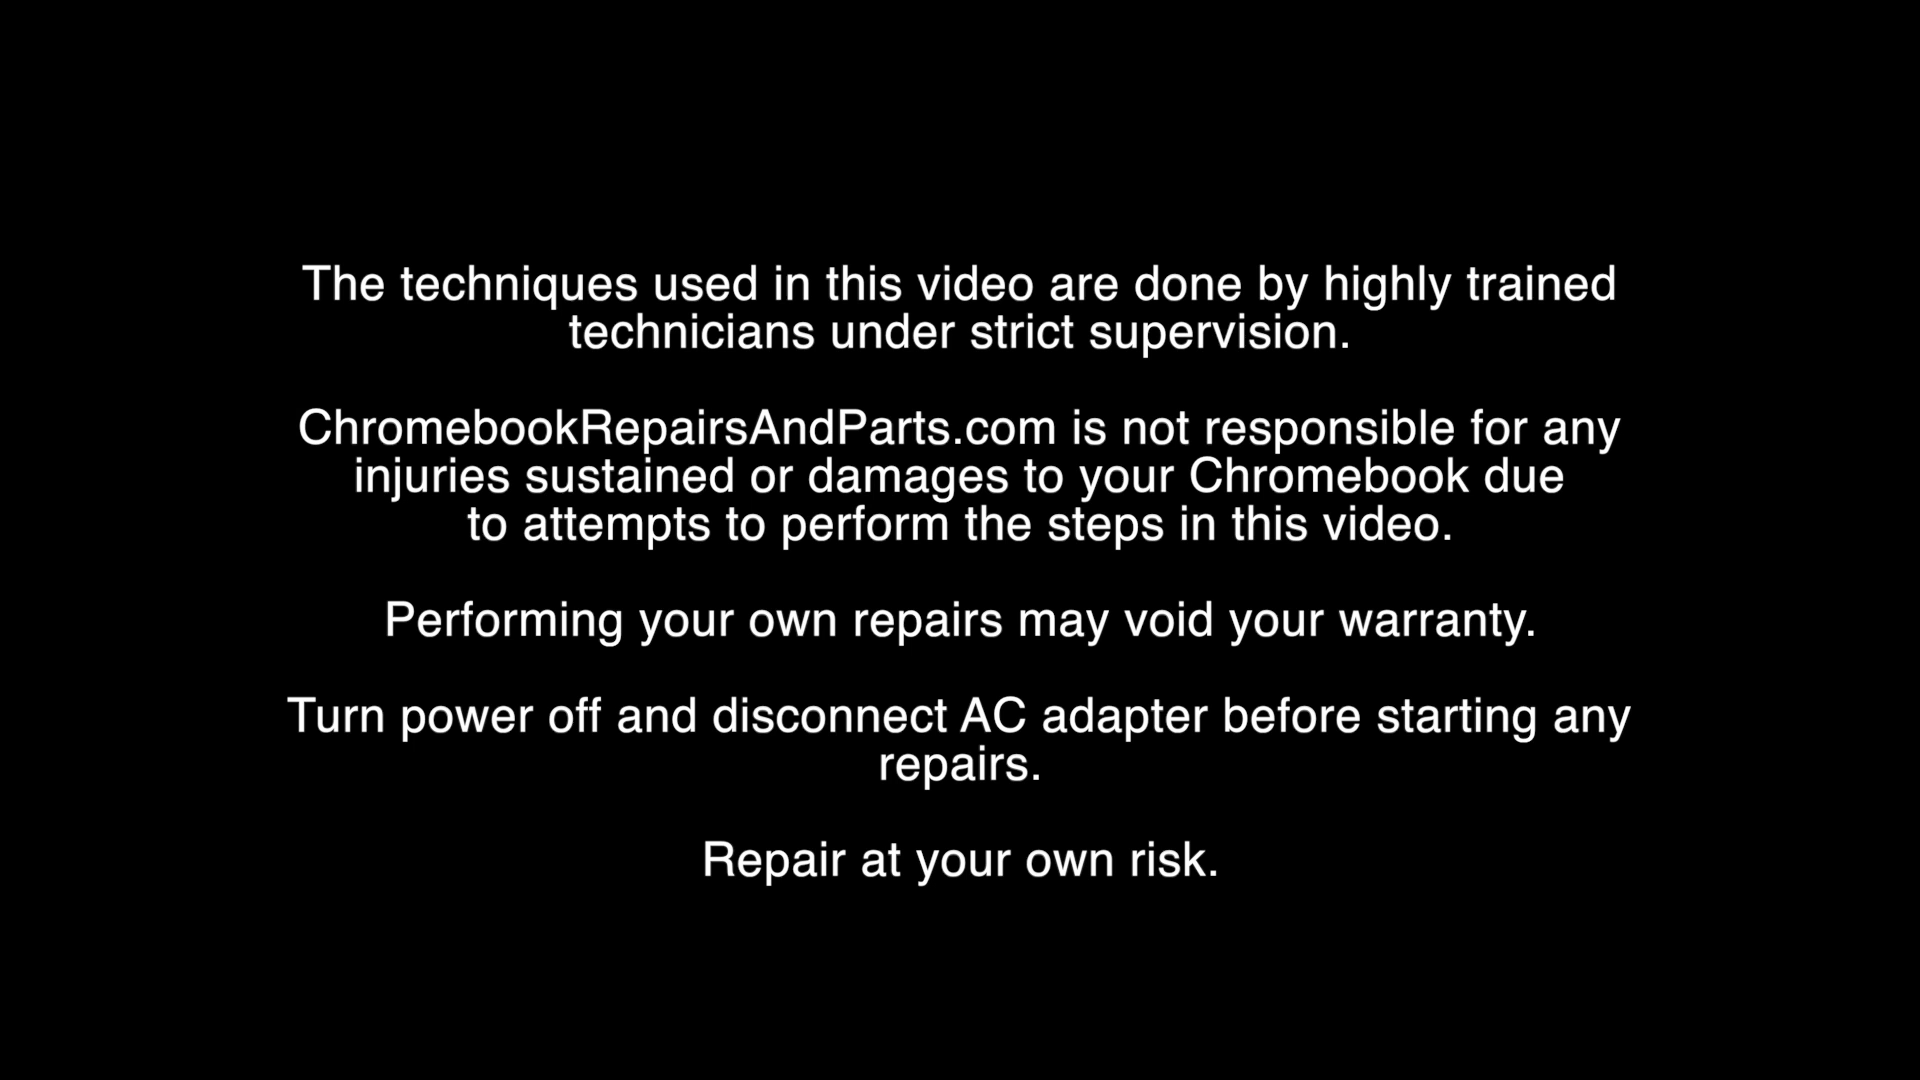 The techniques used in this video are done by highly trained
technicians under strict supervision.
ChromebookRepairsAndParts.com is not responsible for any
injuries sustained or damages to your Chromebook due
to attempts to perform the steps in this video.
Performing your own repairs may void your warranty.
Turn power off and disconnect AC adapter before starting any
repairs.
Repair at your own risk.